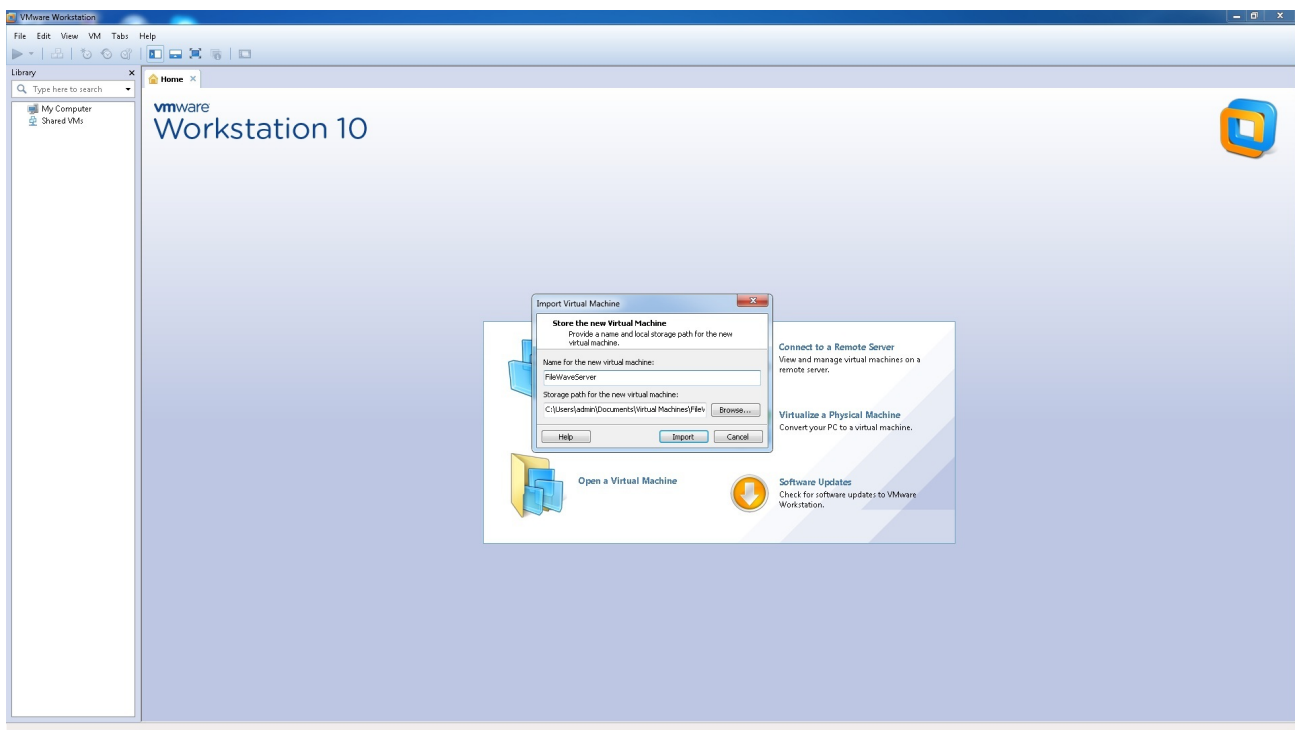 VMware Workstation
File Edit View VM Tabs Help
Library
Type here to search
My Computer
Shared VMs
Home
vmware
Workstation 10
Import Virtual Machine
Store the new Virtual Machine
Provide a name and local storage path for the new
virtual machine.
Name for the new virtual machine:
FileWaveServer
Storage path for the new virtual machine:
C:\Users\admin\Documents\Virtual Machines\File
Browse...
Help Import Cancel
Connect to a Remote Server
View and manage virtual machines on a
remote server.
Virtualize a Physical Machine
Convert your PC to a virtual machine.
Open a Virtual Machine
Software Updates
Check for software updates to VMware
Workstation.